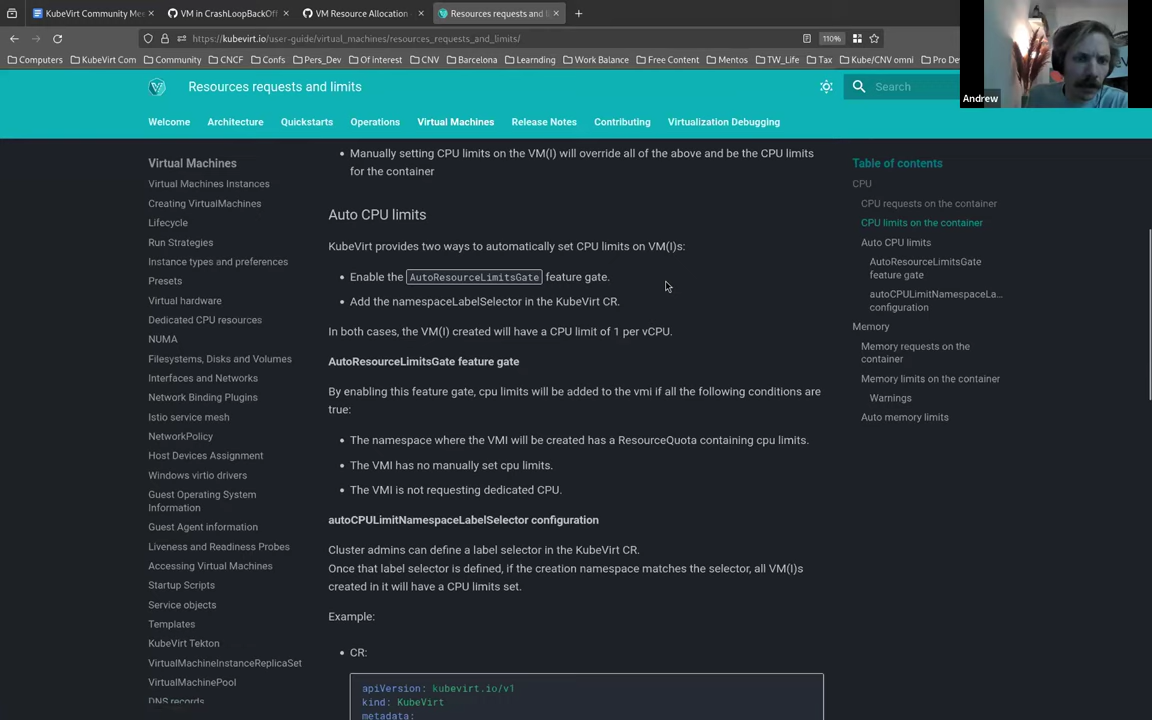 KubeVirt Community Me
VM in CrashLoopBackOf
VM Resource Allocation
Resources requests and l
https://kubevirt.io/user-guide/virtual_machines/resources_requests_and_limits/
110%
Computers
KubeVirt Com
Community
CNCF
Confs
Pers_Dev
Of interest
CNV
Barcelona
Learnding
Work Balance
Free Content
Mentos
TW_Life
Tax
Kube/CNV omni
Pro De
Andrew
Resources requests and limits
Search
Welcome
Architecture
Quickstarts
Operations
Virtual Machines
Release Notes
Contributing
Virtualization Debugging
Virtual Machines
Virtual Machines Instances
Creating VirtualMachines
Lifecycle
Run Strategies
Instance types and preferences
Presets
Virtual hardware
Dedicated CPU resources
NUMA
Filesystems, Disks and Volumes
Interfaces and Networks
Network Binding Plugins
Istio service mesh
NetworkPolicy
Host Devices Assignment
Windows virtio drivers
Guest Operating System
Information
Guest Agent information
Liveness and Readiness Probes
Accessing Virtual Machines
Startup Scripts
Service objects
Templates
KubeVirt Tekton
VirtualMachineInstanceReplicaSet
VirtualMachinePool
DNS records
• Manually setting CPU limits on the VM(I) will override all of the above and be the CPU limits
for the container
Auto CPU limits
KubeVirt provides two ways to automatically set CPU limits on VM(I)s:
• Enable the AutoResourceLimitsGate feature gate.
• Add the namespaceLabelSelector in the KubeVirt CR.
In both cases, the VM(I) created will have a CPU limit of 1 per vCPU.
AutoResourceLimitsGate feature gate
By enabling this feature gate, cpu limits will be added to the vmi if all the following conditions are
true:
• The namespace where the VMI will be created has a ResourceQuota containing cpu limits.
• The VMI has no manually set cpu limits.
• The VMI is not requesting dedicated CPU.
autoCPULimitNamespaceLabelSelector configuration
Cluster admins can define a label selector in the KubeVirt CR.
Once that label selector is defined, if the creation namespace matches the selector, all VM(I)s
created in it will have a CPU limits set.
Example:
• CR:
apiVersion: kubevirt.io/v1
kind: KubeVirt
metadata:
Table of contents
CPU
CPU requests on the container
CPU limits on the container
Auto CPU limits
AutoResourceLimitsGate
feature gate
autoCPULimitNamespaceLa...
configuration
Memory
Memory requests on the
container
Memory limits on the container
Warnings
Auto memory limits